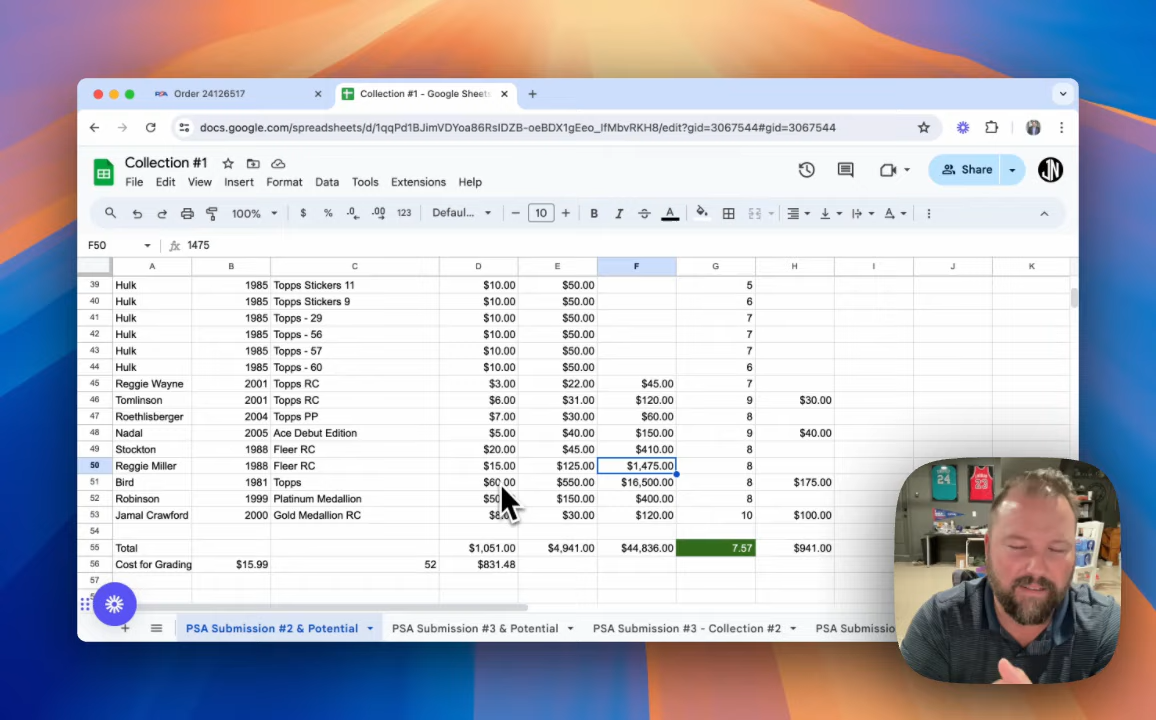 PSA Order 24126517
Collection #1 - Google Sheets
docs.google.com/spreadsheets/d/1qqPd1BJimVDYoa86RsIDZB-oeBDX1gEeo_IfMbvRKH8/edit?gid=3067544#gid=3067544
Collection #1
File Edit View Insert Format Data Tools Extensions Help
Share JN
100% $ % .0 .00 123 Defaul... 10 B I A
F50 fx 1475
A B C D E F G H I J K
39 Hulk 1985 Topps Stickers 11 $10.00 $50.00 5
40 Hulk 1985 Topps Stickers 9 $10.00 $50.00 6
41 Hulk 1985 Topps - 29 $10.00 $50.00 7
42 Hulk 1985 Topps - 56 $10.00 $50.00 7
43 Hulk 1985 Topps - 57 $10.00 $50.00 7
44 Hulk 1985 Topps - 60 $10.00 $50.00 6
45 Reggie Wayne 2001 Topps RC $3.00 $22.00 $45.00 7
46 Tomlinson 2001 Topps RC $6.00 $31.00 $120.00 9 $30.00
47 Roethlisberger 2004 Topps PP $7.00 $30.00 $60.00 8
48 Nadal 2005 Ace Debut Edition $5.00 $40.00 $150.00 9 $40.00
49 Stockton 1988 Fleer RC $20.00 $45.00 $410.00 8
50 Reggie Miller 1988 Fleer RC $15.00 $125.00 $1,475.00 8
51 Bird 1981 Topps $60.00 $550.00 $16,500.00 8 $175.00
52 Robinson 1999 Platinum Medallion $50 $150.00 $400.00 8
53 Jamal Crawford 2000 Gold Medallion RC $30.00 $120.00 10 $100.00
54
55 Total $1,051.00 $4,941.00 $44,836.00 7.57 $941.00
56 Cost for Grading $15.99 52 $831.48
57
PSA Submission #2 & Potential PSA Submission #3 & Potential PSA Submission #3 - Collection #2 PSA Submissio
24 23